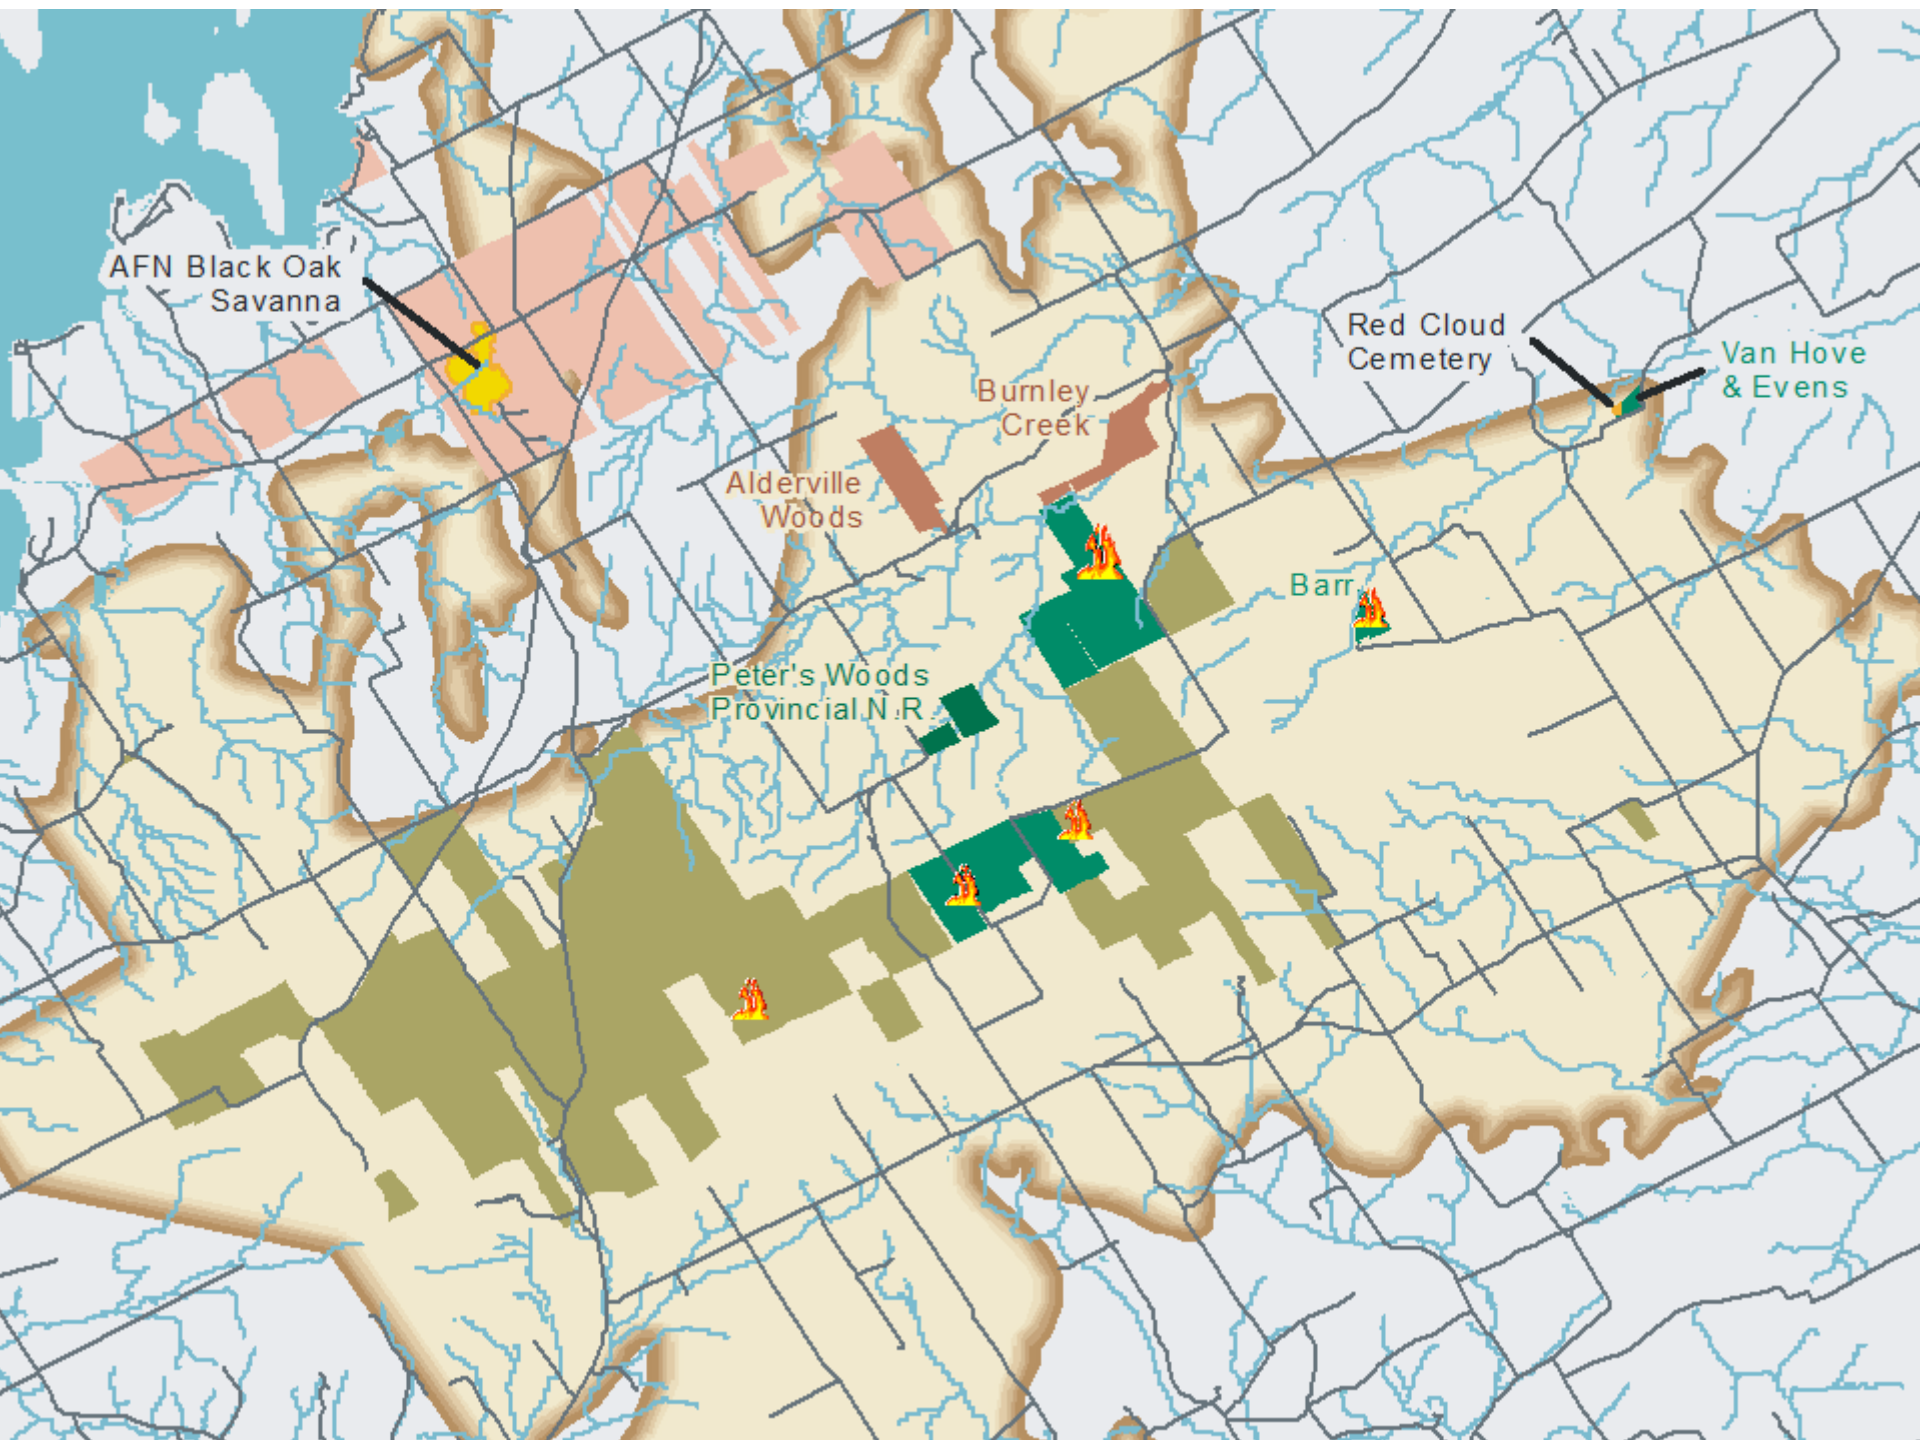 AFN Black Oak
Savanna
Red Cloud
Cemetery
Van Hove
& Evens
Burnley
Creek
Alderville
Woods
Barr
Peter's Woods
Provincial N.R.